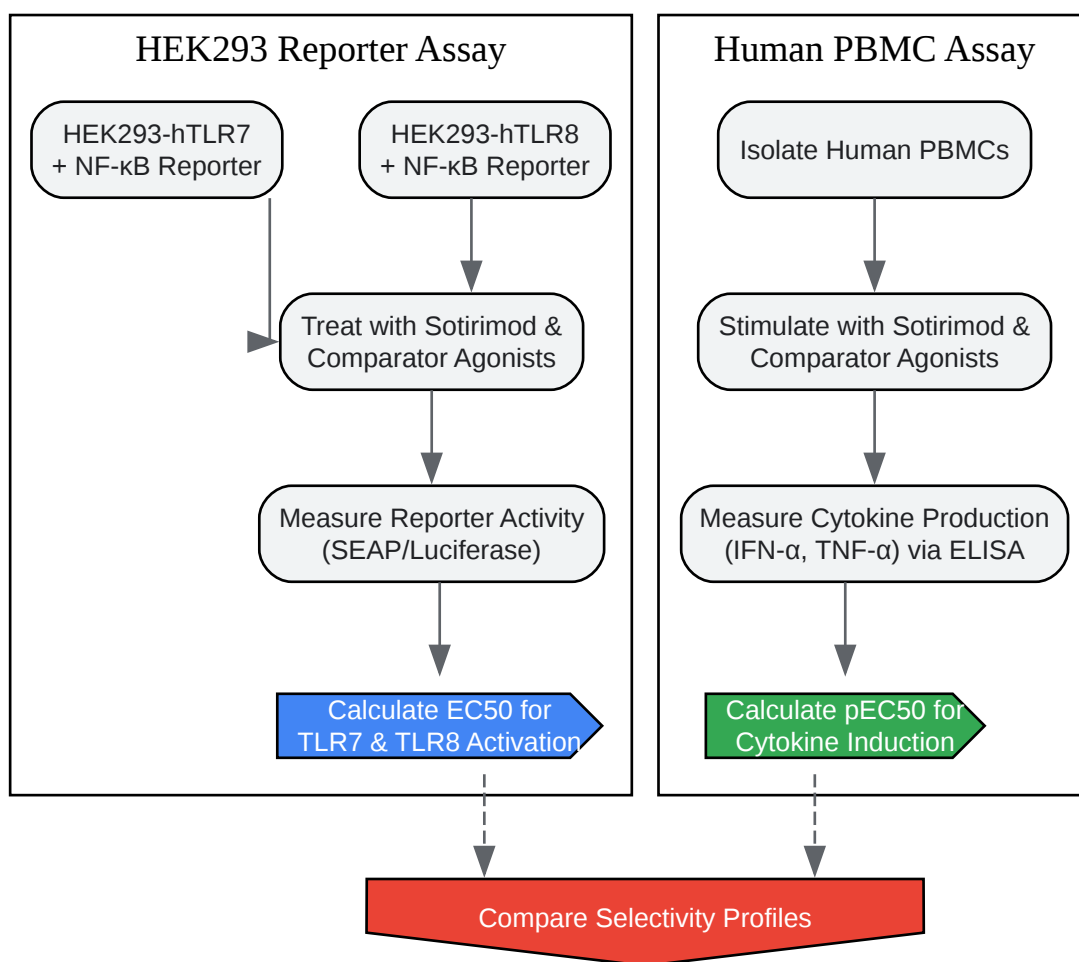 HEK293 Reporter Assay
HEK293-hTLR7
+ NF-κB Reporter
HEK293-hTLR8
+ NF-κB Reporter
Treat with Sotirimod &
Comparator Agonists
Measure Reporter Activity
(SEAP/Luciferase)
Calculate EC50 for
TLR7 & TLR8 Activation
Human PBMC Assay
Isolate Human PBMCs
Stimulate with Sotirimod &
Comparator Agonists
Measure Cytokine Production
(IFN-α, TNF-α) via ELISA
Calculate pEC50 for
Cytokine Induction
Compare Selectivity Profiles